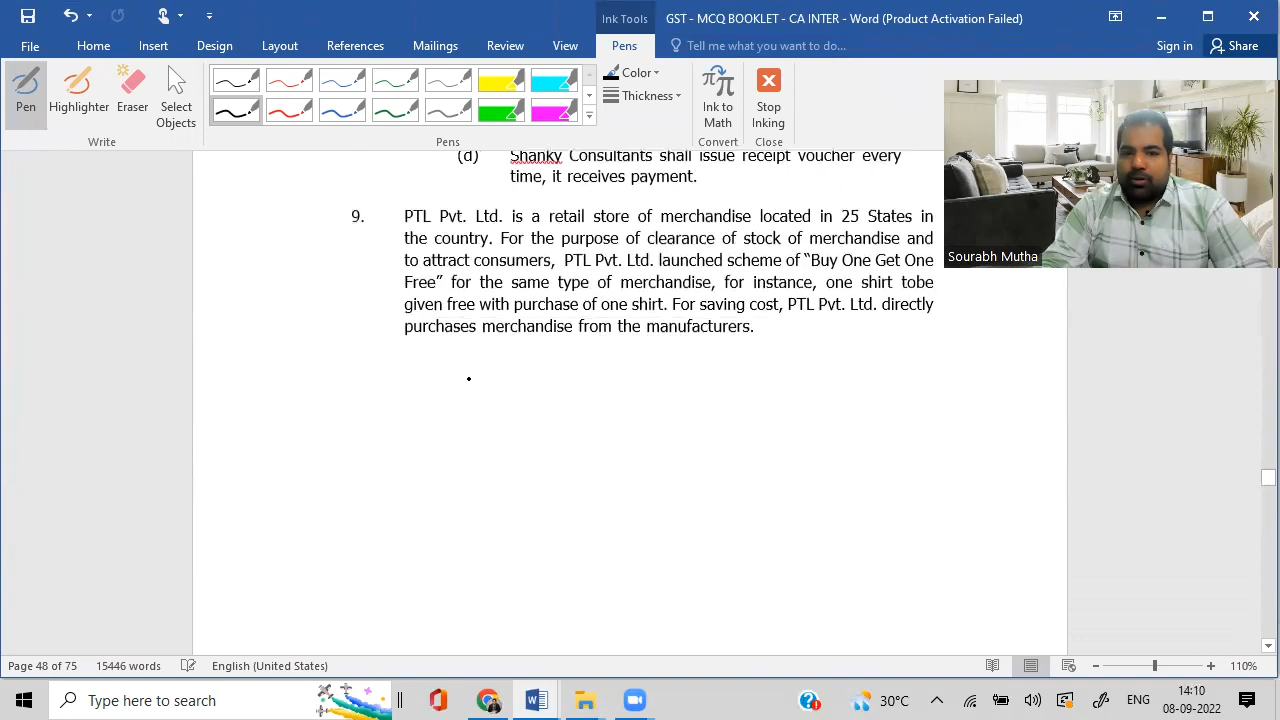 GST - MCQ BOOKLET - CA INTER - Word (Product Activation Failed)
Ink Tools
File Home Insert Design Layout References Mailings Review View Pens Tell me what you want to do... Sign in Share
Pen Highlighter Eraser Select Objects
Write
Pens
Color
Thickness
Ink to Math
Convert
Stop Inking
Close
Sourabh Mutha
(d) Shanky Consultants shall issue receipt voucher every
time, it receives payment.
9. PTL Pvt. Ltd. is a retail store of merchandise located in 25 States in
the country. For the purpose of clearance of stock of merchandise and
to attract consumers, PTL Pvt. Ltd. launched scheme of “Buy One Get One
Free” for the same type of merchandise, for instance, one shirt tobe
given free with purchase of one shirt. For saving cost, PTL Pvt. Ltd. directly
purchases merchandise from the manufacturers.
Page 48 of 75 15446 words English (United States) 110%
Type here to search
30°C
ENG
14:10
08-09-2022